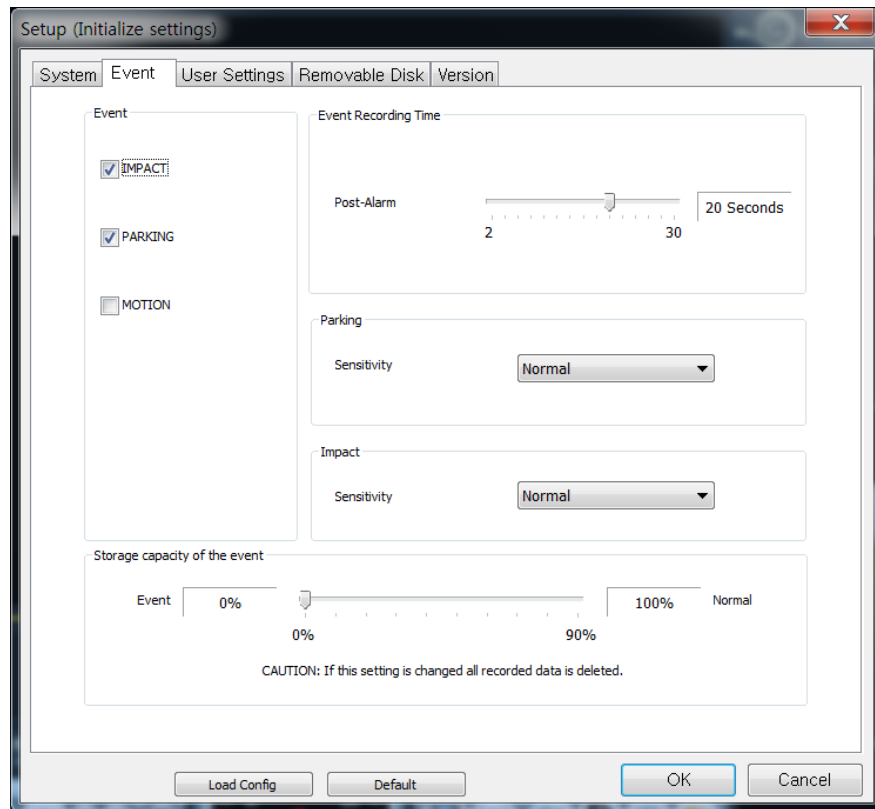 Setup (Initialize settings)
X
System Event User Settings Removable Disk Version
Event
IMPACT
PARKING
MOTION
Event Recording Time
Post-Alarm
20 Seconds
2 30
Parking
Sensitivity Normal
Impact
Sensitivity Normal
Storage capacity of the event
Event 0% 100% Normal
0% 90%
CAUTION: If this setting is changed all recorded data is deleted.
Load Config Default OK Cancel